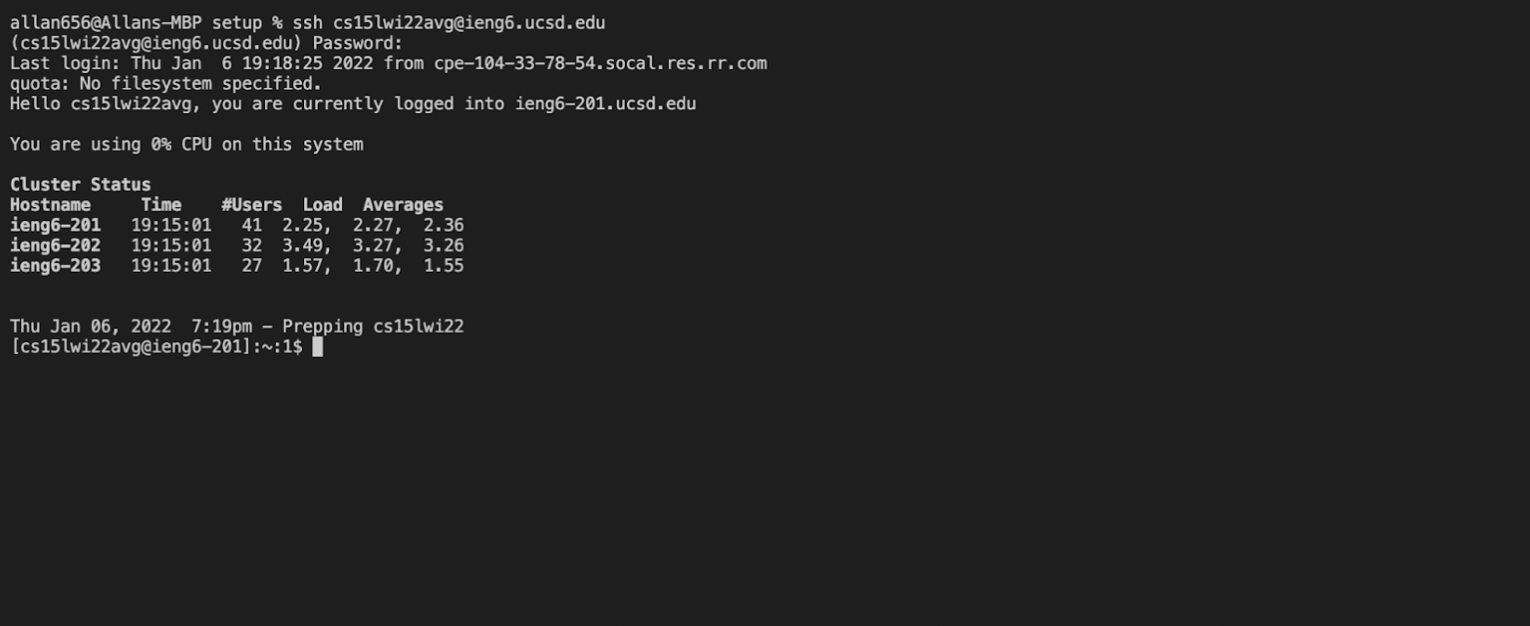 allan656@Allans-MBP setup % ssh cs15lwi22avg@ieng6.ucsd.edu
(cs15lwi22avg@ieng6.ucsd.edu) Password:
Last login: Thu Jan  6 19:18:25 2022 from cpe-104-33-78-54.socal.res.rr.com
quota: No filesystem specified.
Hello cs15lwi22avg, you are currently logged into ieng6-201.ucsd.edu
You are using 0% CPU on this system
Cluster Status
Hostname     Time    #Users  Load  Averages
ieng6-201   19:15:01   41  2.25,  2.27,  2.36
ieng6-202   19:15:01   32  3.49,  3.27,  3.26
ieng6-203   19:15:01   27  1.57,  1.70,  1.55
Thu Jan 06, 2022  7:19pm - Prepping cs15lwi22
[cs15lwi22avg@ieng6-201]:~:1$